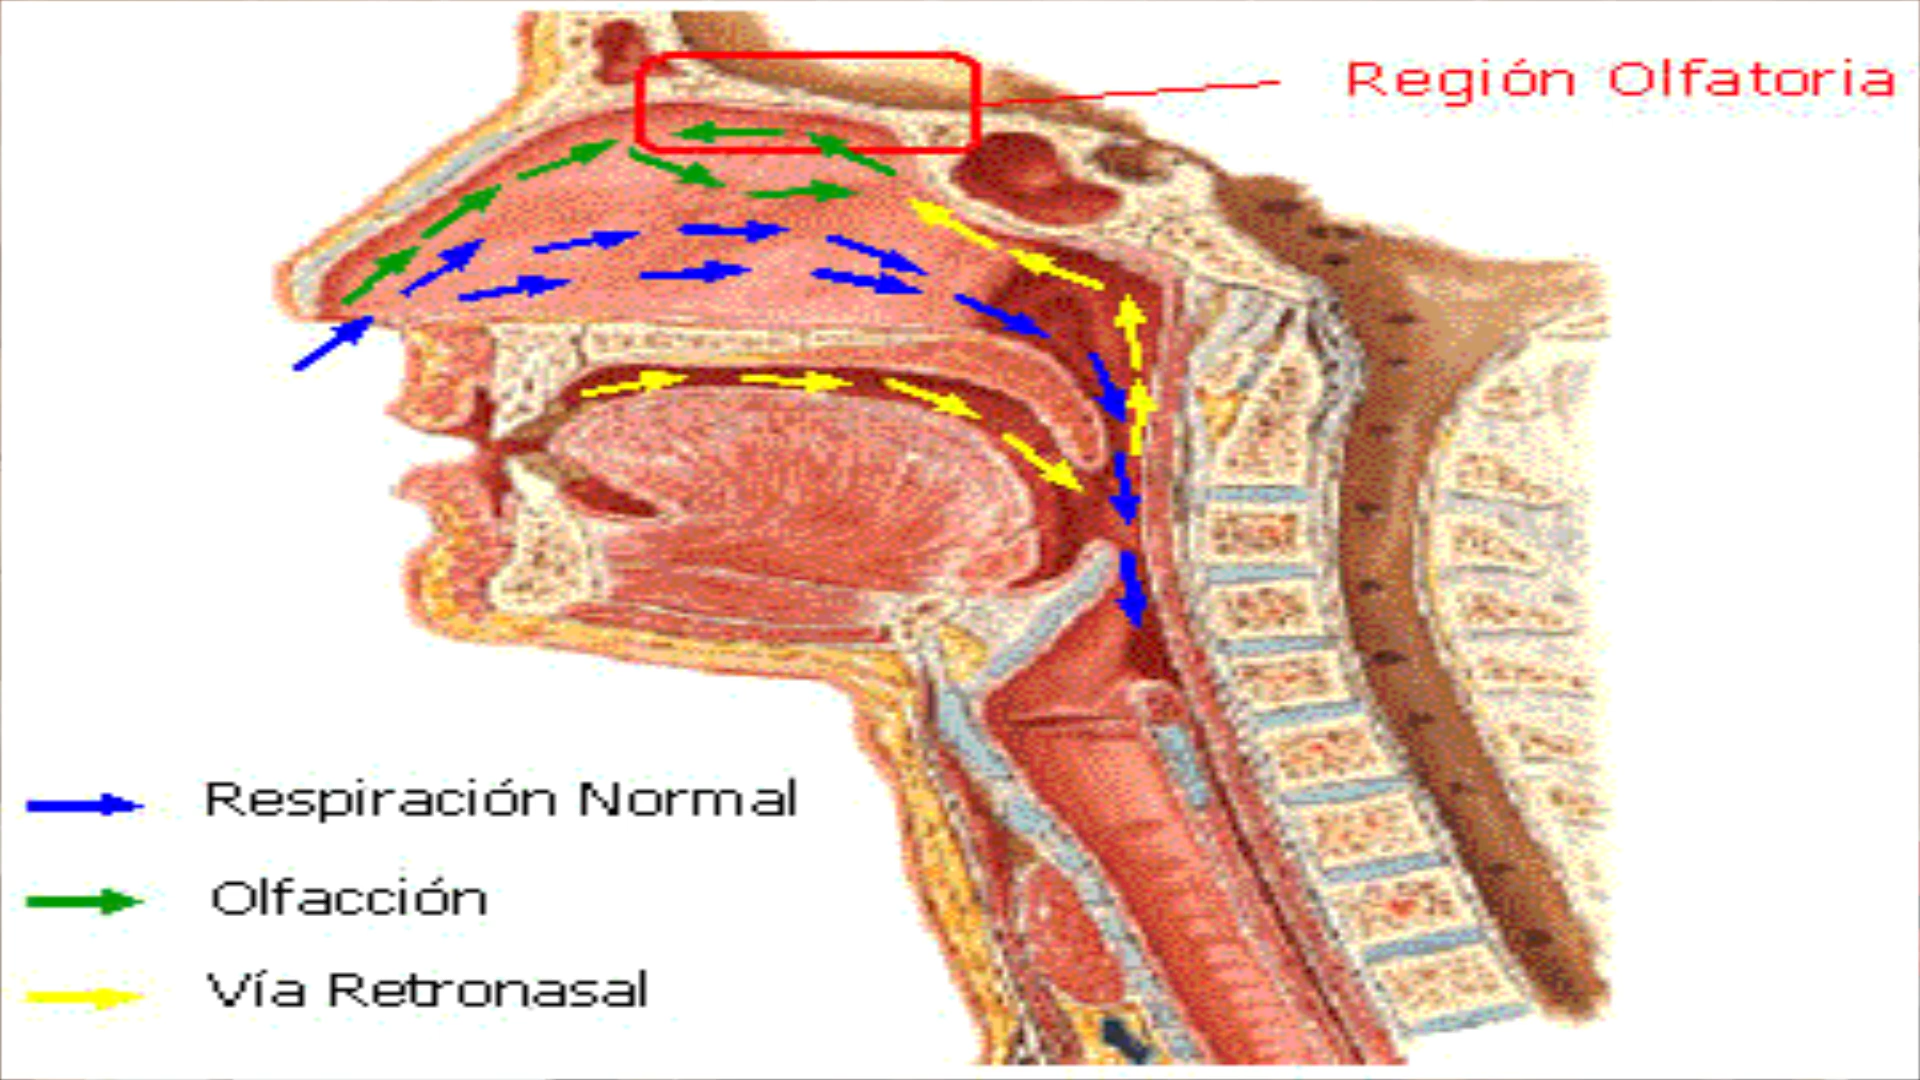 Región Olfatoria
Respiración Normal
Olfacción
Vía Retronasal